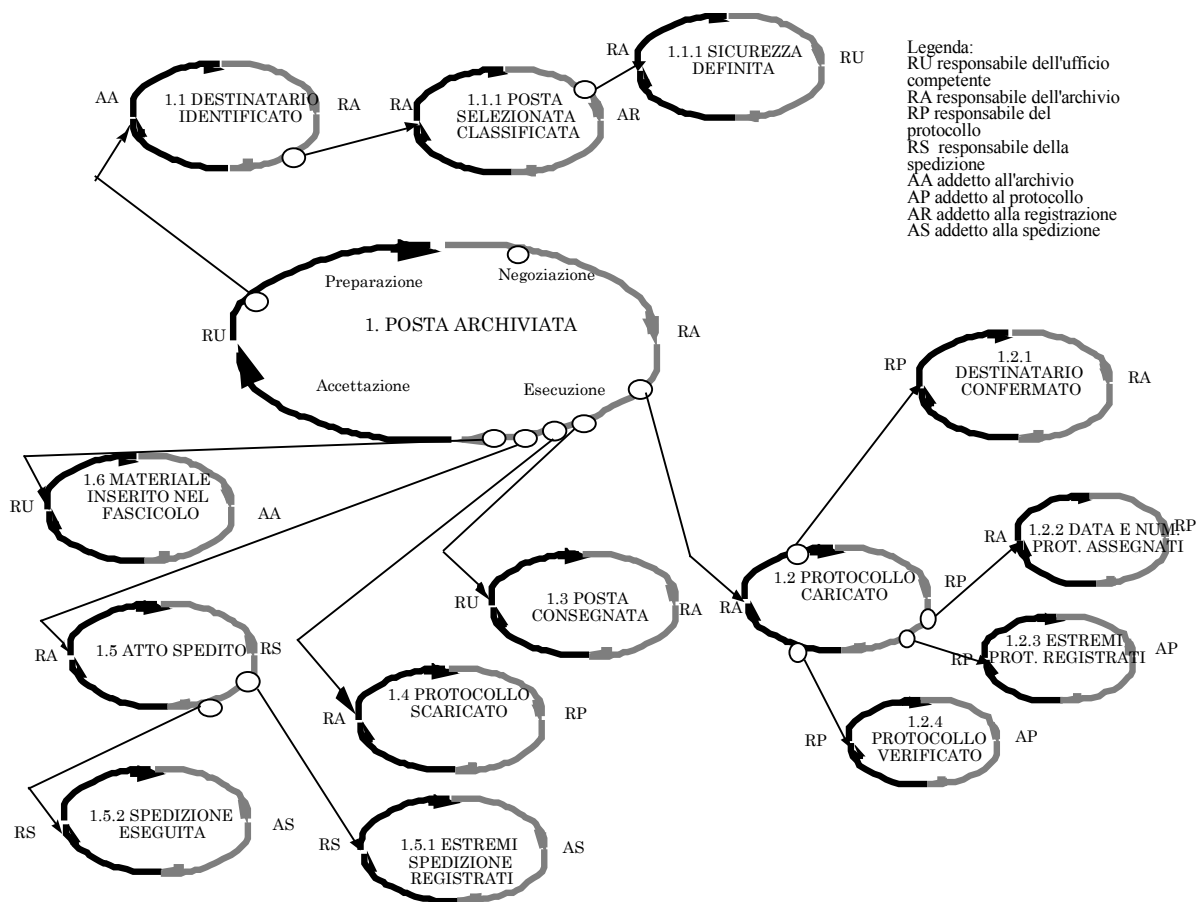 RA
1.1.1 SICUREZZA
DEFINITA
RU
Legenda:
RU responsabile dell'ufficio
competente
RA responsabile dell'archivio
RP responsabile del
protocollo
RS responsabile della
spedizione
AA addetto all'archivio
AP addetto al protocollo
AR addetto alla registrazione
AS addetto alla spedizione
AA
1.1 DESTINATARIO
IDENTIFICATO
RA
RA
1.1.1 POSTA
SELEZIONATA
CLASSIFICATA
AR
Preparazione
Negoziazione
RU
1. POSTA ARCHIVIATA
RA
Accettazione
Esecuzione
RP
1.2.1
DESTINATARIO
CONFERMATO
RA
RU
1.6 MATERIALE
INSERITO NEL
FASCICOLO
AA
RA
1.2.2 DATA E NUM.
PROT. ASSEGNATI
RP
RA
1.2 PROTOCOLLO
CARICATO
RP
RU
1.3 POSTA
CONSEGNATA
RA
RP
1.2.3 ESTREMI
PROT. REGISTRATI
AP
RA
1.5 ATTO SPEDITO
RS
RA
1.4 PROTOCOLLO
SCARICATO
RP
RP
1.2.4
PROTOCOLLO
VERIFICATO
AP
RS
1.5.2 SPEDIZIONE
ESEGUITA
AS
RS
1.5.1 ESTREMI
SPEDIZIONE
REGISTRATI
AS